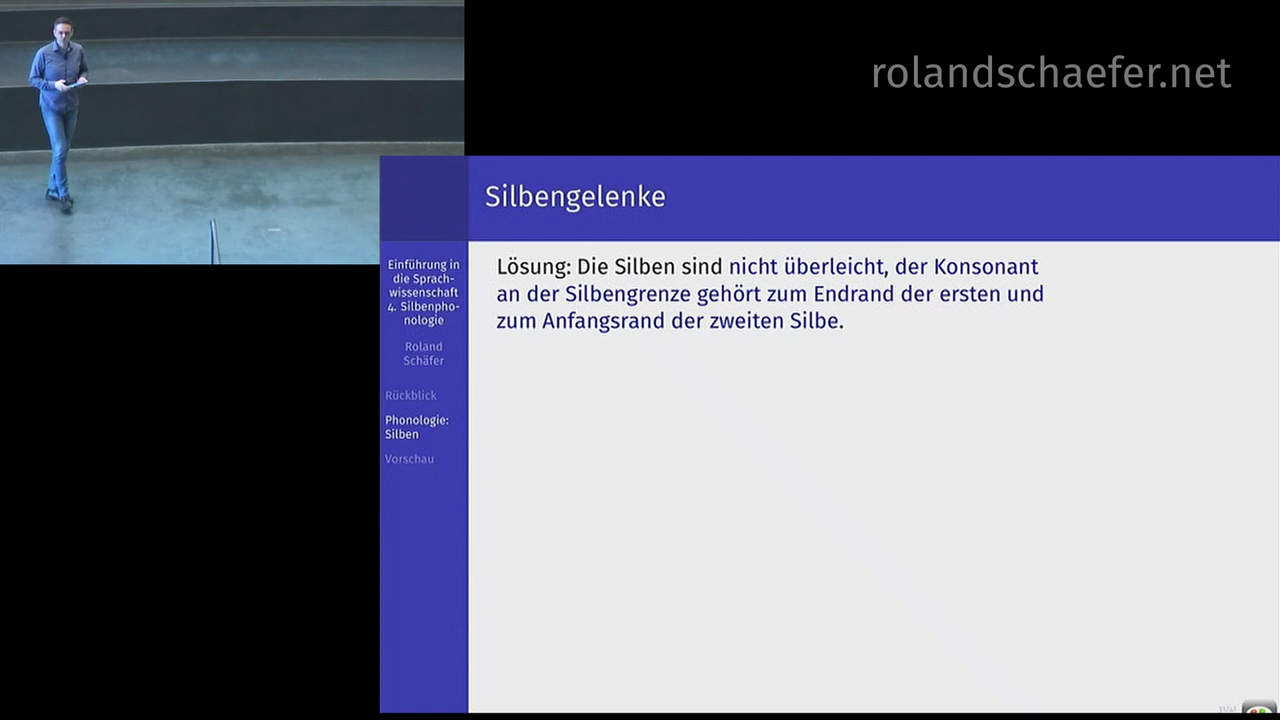 rolandschaefer.net
Silbengelenke
Einführung in
die Sprach-
wissenschaft
4. Silbenpho-
nologie
Roland
Schäfer
Rückblick
Phonologie:
Silben
Vorschau
Lösung: Die Silben sind nicht überleicht, der Konsonant
an der Silbengrenze gehört zum Endrand der ersten und
zum Anfangsrand der zweiten Silbe.